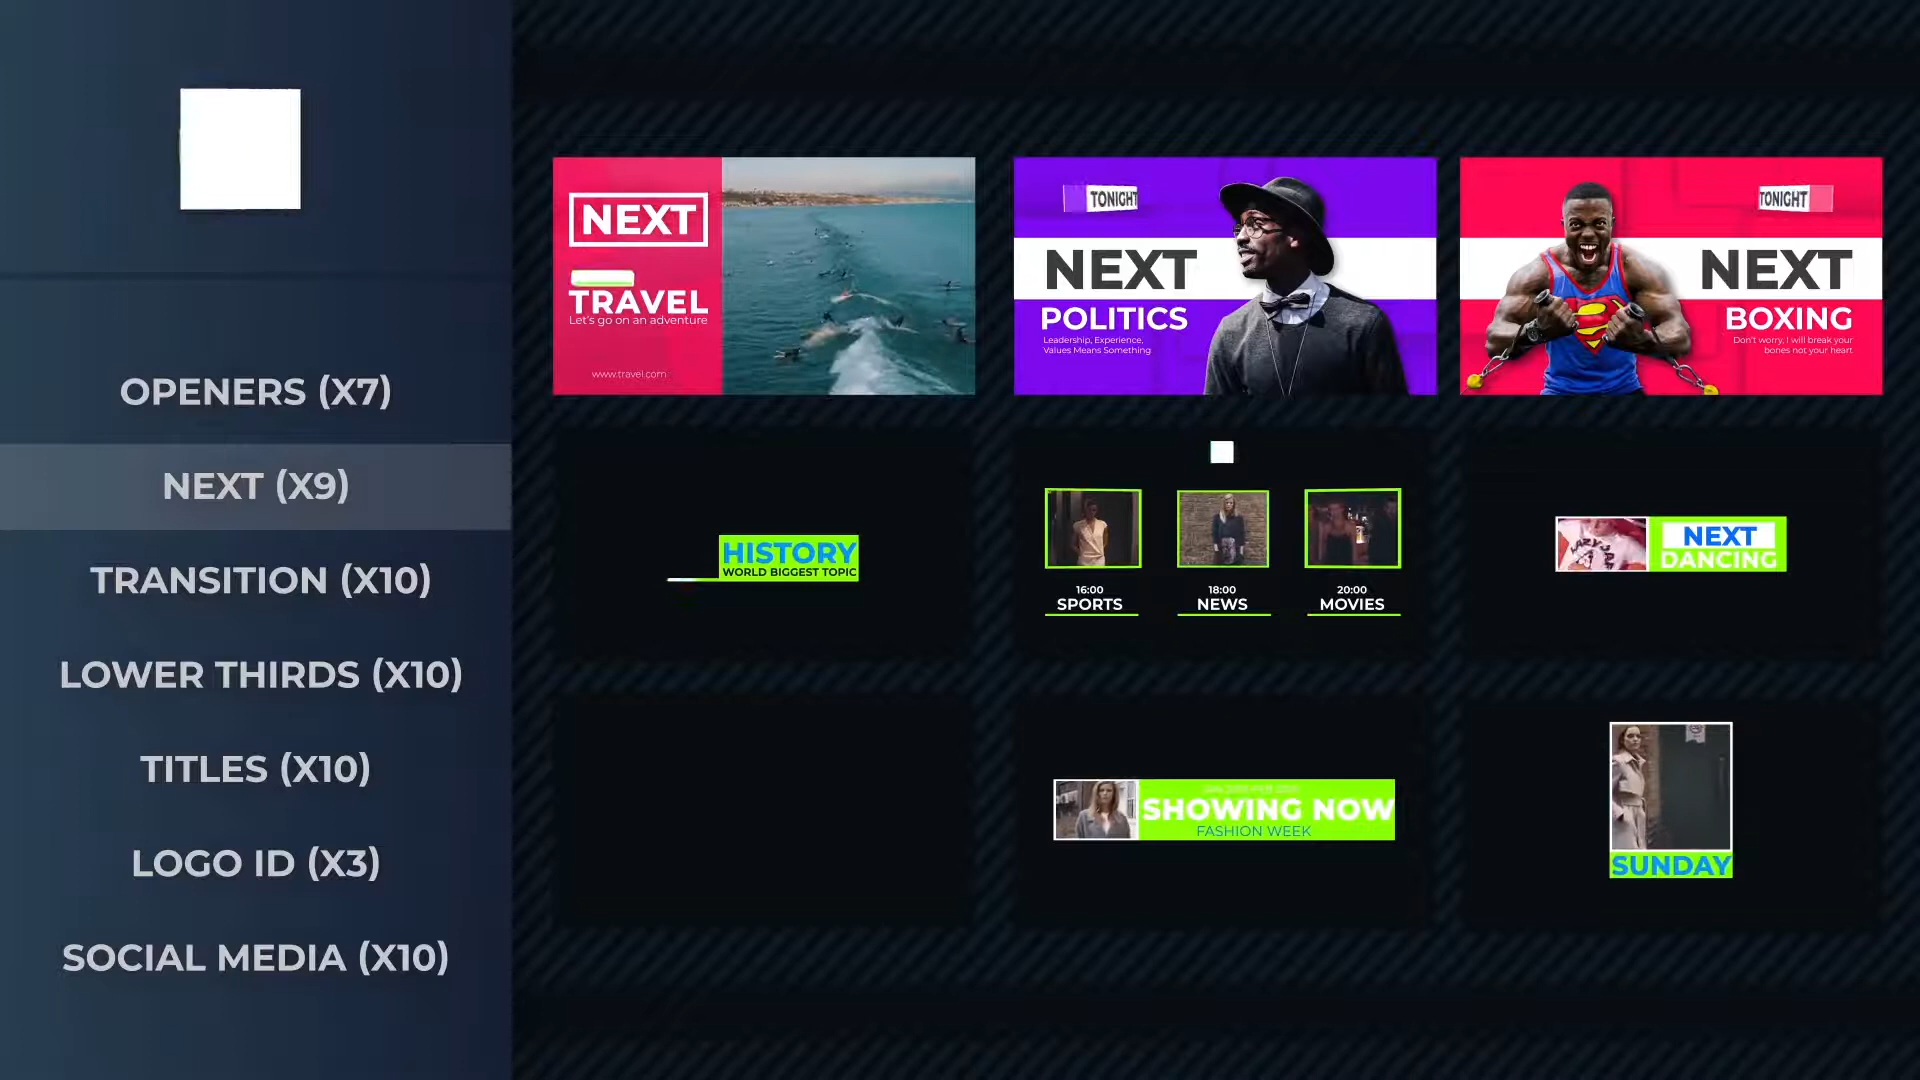 OPENERS (X7)
NEXT (X9)
TRANSITION (X10)
LOWER THIRDS (X10)
TITLES (X10)
LOGO ID (X3)
SOCIAL MEDIA (X10)
NEXT
TRAVEL
Let's go on an adventure
www.travel.com
TONIGHT
NEXT
POLITICS
Leadership, Experience,
Values Means Something
TONIGHT
NEXT
BOXING
Don't worry, I will break your
bones not your heart
HISTORY
WORLD BIGGEST TOPIC
16:00
SPORTS
18:00
NEWS
20:00
MOVIES
NEXT
DANCING
SHOWING NOW
FASHION WEEK
SUNDAY